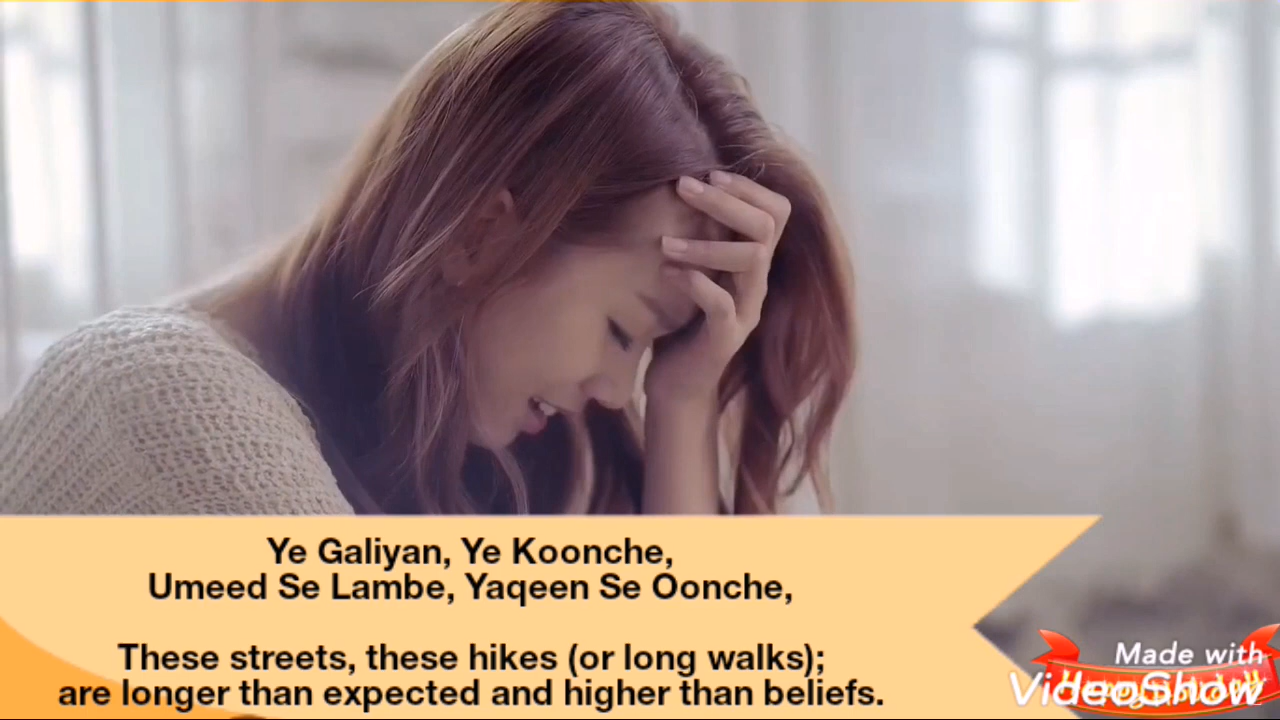 Ye Galiyan, Ye Koonche,
Umeed Se Lambe, Yaqeen Se Oonche,
These streets, these hikes (or long walks);
are longer than expected and higher than beliefs.
Made with
VideoShow